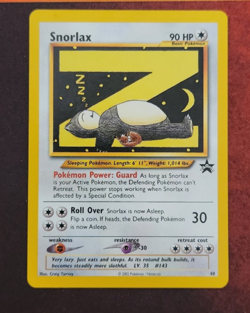 Snorlax
90 HP
Basic Pokémon
Z
Z Z Z
Sleeping Pokémon. Length: 6' 11", Weight: 1,014 lbs.
Pokémon Power: Guard As long as Snorlax
is your Active Pokémon, the Defending Pokémon can't
Retreat. This power stops working when Snorlax is
affected by a Special Condition.
Roll Over Snorlax is now Asleep
Flip a coin. If heads, the Defending Pokémon
is now Asleep.
30
weakness
resistance
retreat cost
-30
Very lazy. Just eats and sleeps. As its rotund bulk builds, it
becomes steadily more slothful. LV. 35 #143
Illus. Craig Turvey
49